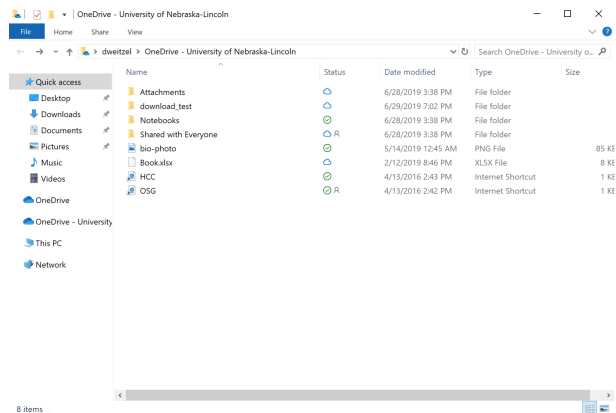 OneDrive - University of Nebraska-Lincoln
File Home Share View
dweitzel > OneDrive - University of Nebraska-Lincoln Search OneDrive - University o...
Name Status Date modified Type Size
Quick access
Desktop
Downloads
Documents
Pictures
Music
Videos
OneDrive
OneDrive - University
This PC
Network
Attachments 6/28/2019 3:38 PM File folder
download_test 6/29/2019 7:02 PM File folder
Notebooks 6/28/2019 3:38 PM File folder
Shared with Everyone 6/28/2019 3:38 PM File folder
bio-photo 5/14/2019 12:45 AM PNG File 85 KE
Book.xlsx 2/12/2019 8:46 PM XLSX File 8 KE
HCC 4/13/2016 2:43 PM Internet Shortcut 1 KE
OSG 4/13/2016 2:42 PM Internet Shortcut 1 KE
8 items